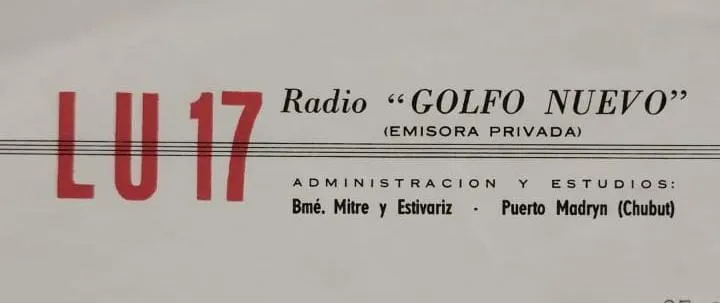 LU 17
Radio “GOLFO NUEVO”
(EMISORA PRIVADA)
ADMINISTRACION Y ESTUDIOS:
Bmé. Mitre y Estivariz - Puerto Madryn (Chubut)